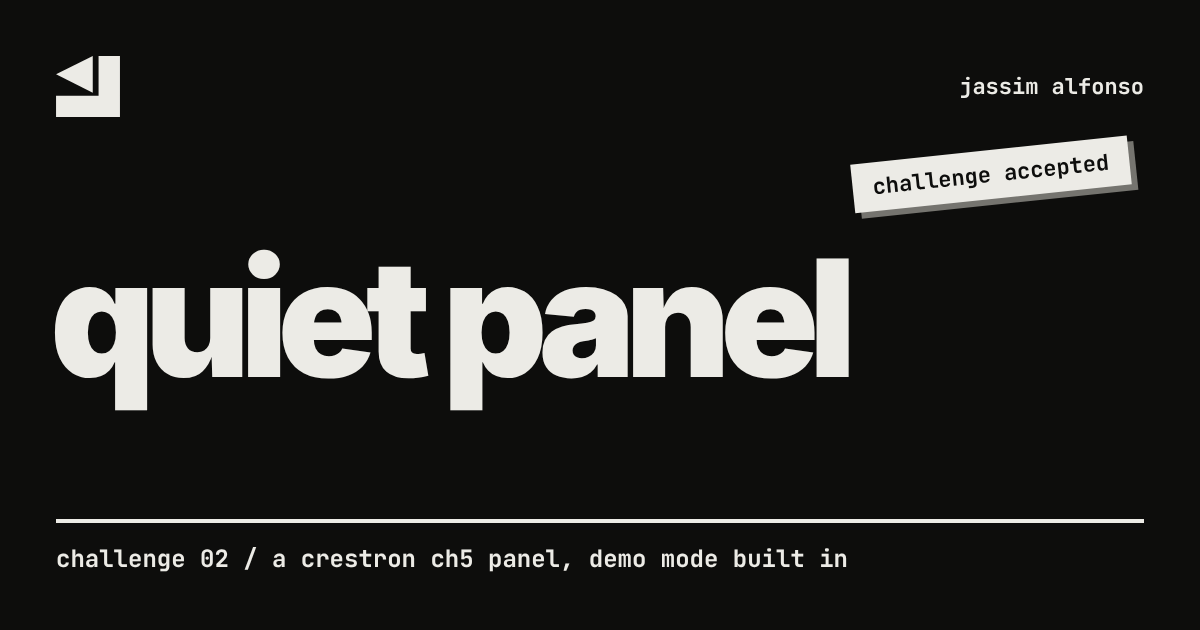 jassim alfonso
challenge accepted
quiet panel
challenge 02 / a crestron ch5 panel, demo mode built in